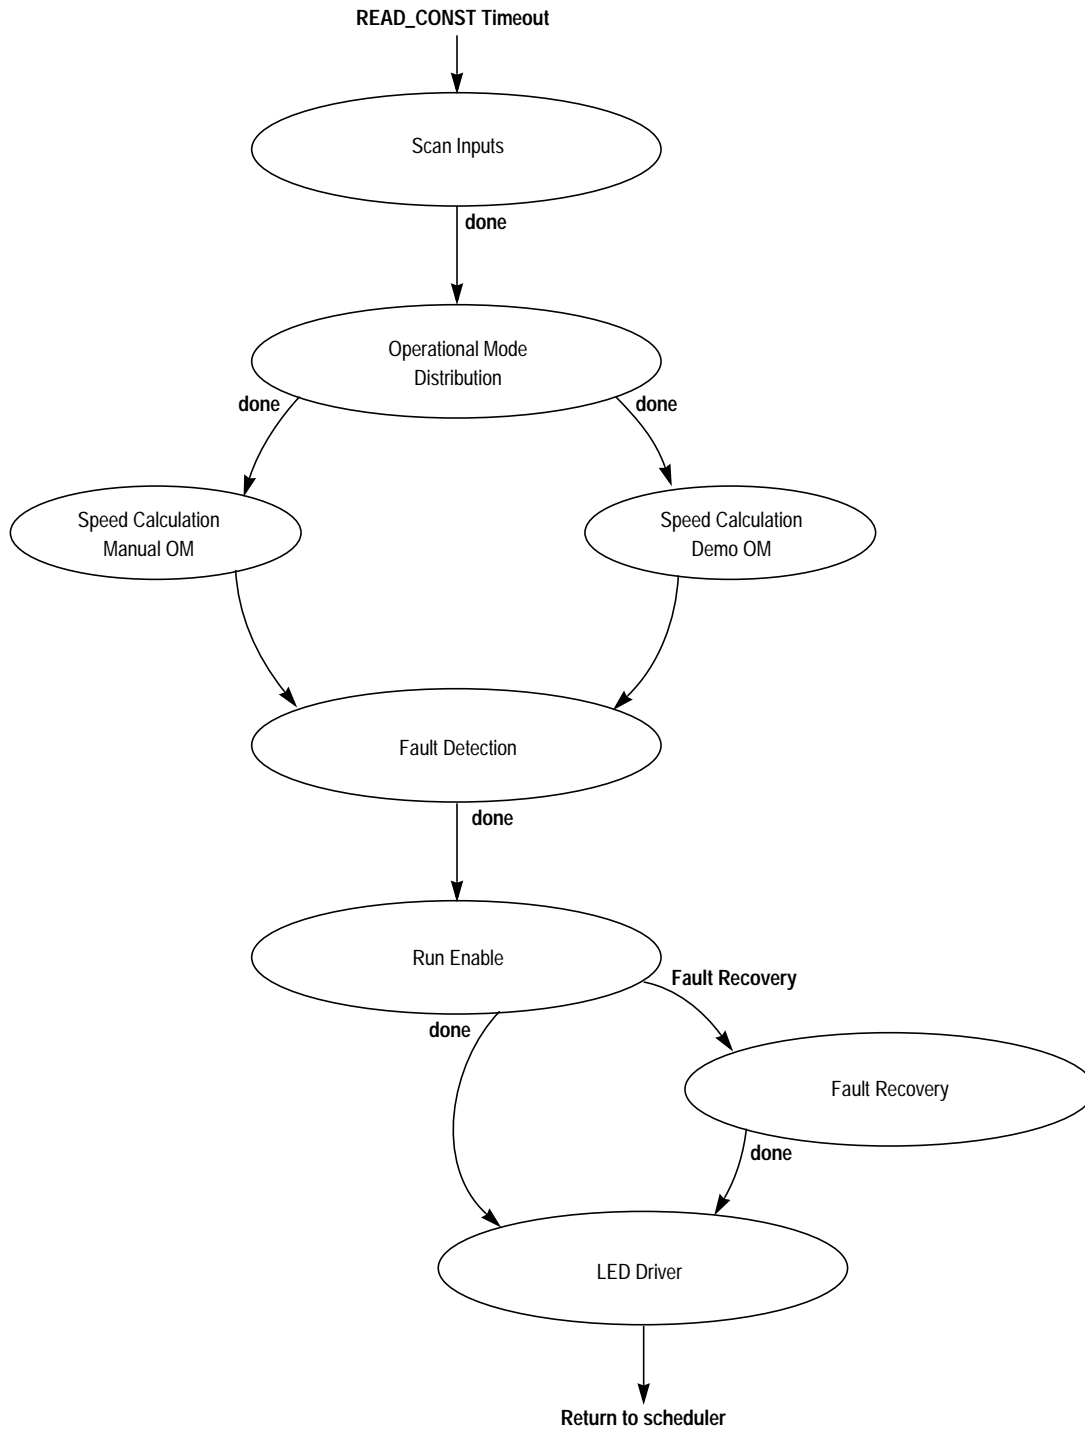 READ_CONST Timeout
Scan Inputs
done
Operational Mode
Distribution
done
done
Speed Calculation
Manual OM
Speed Calculation
Demo OM
Fault Detection
done
Run Enable
Fault Recovery
done
Fault Recovery
done
LED Driver
Return to scheduler